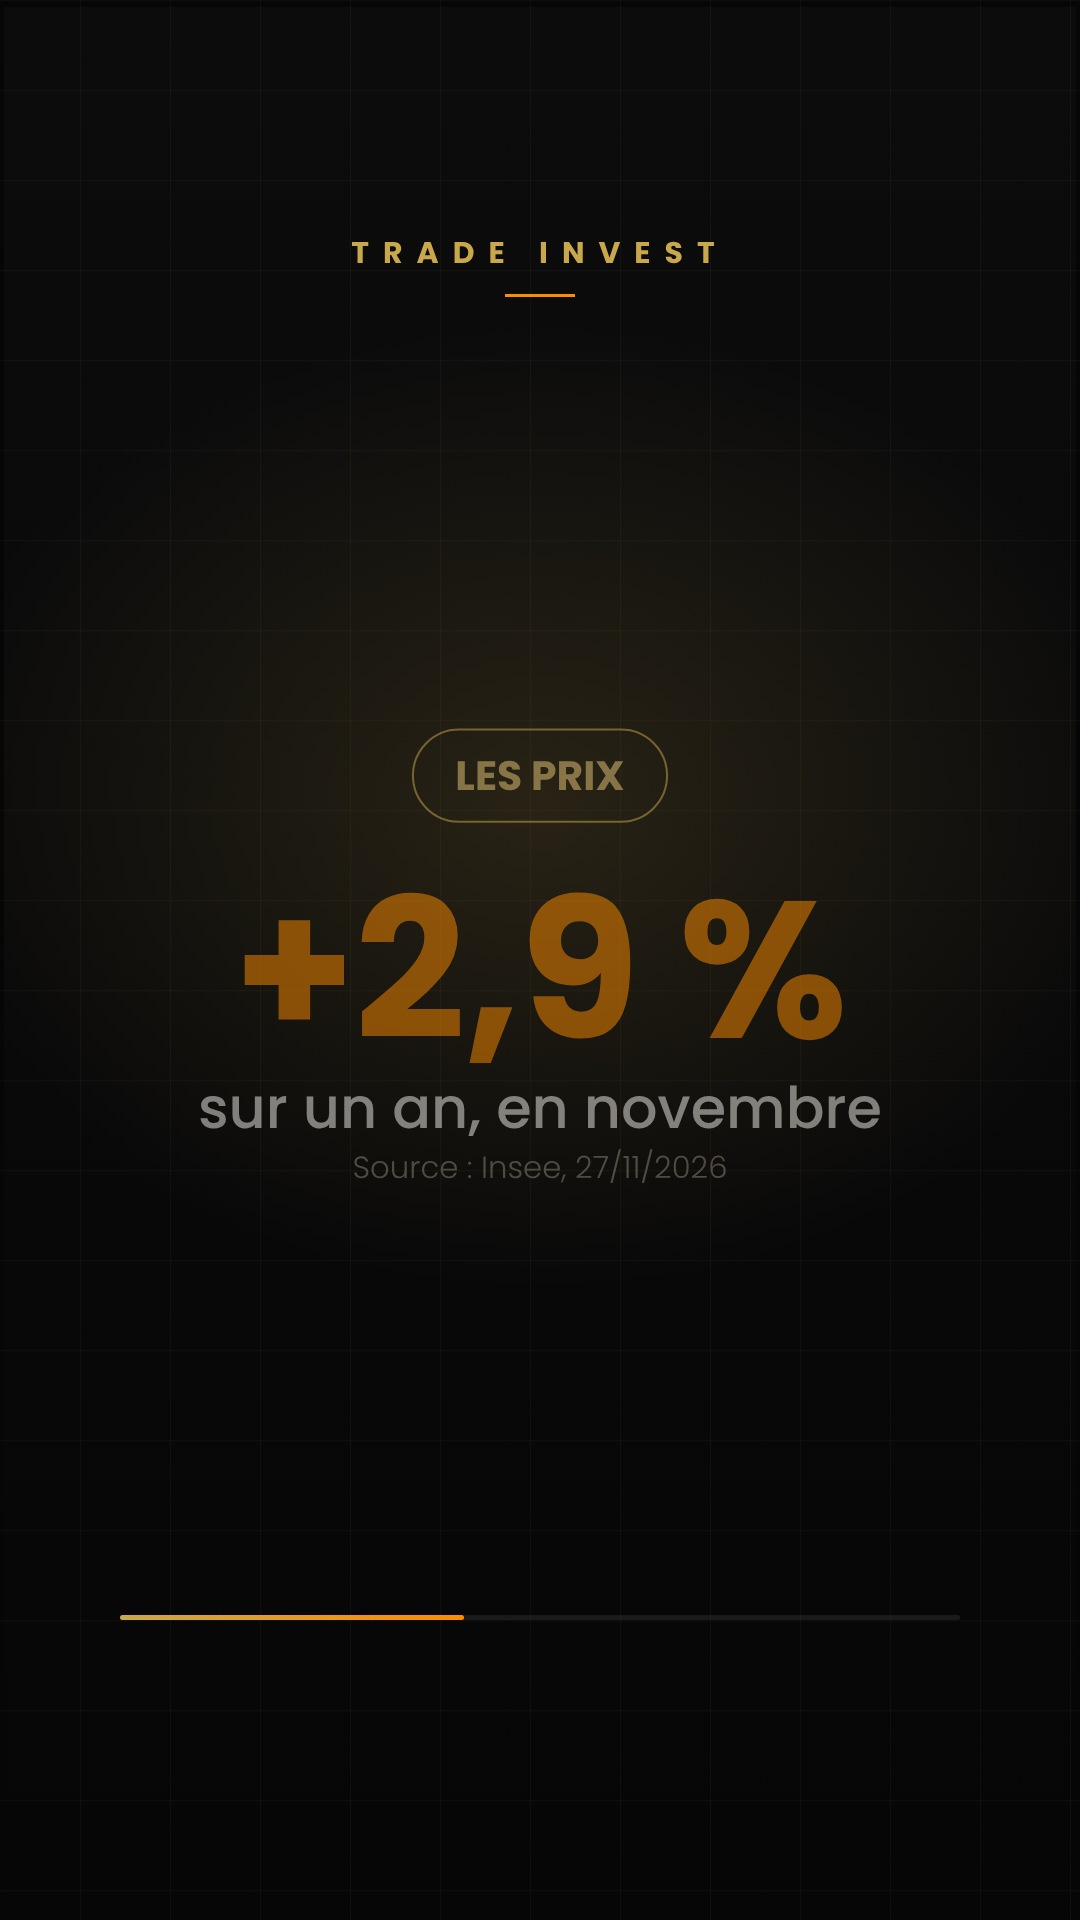 TRADE INVEST
LES PRIX
+2,9 %
sur un an, en novembre
Source : Insee, 27/11/2026